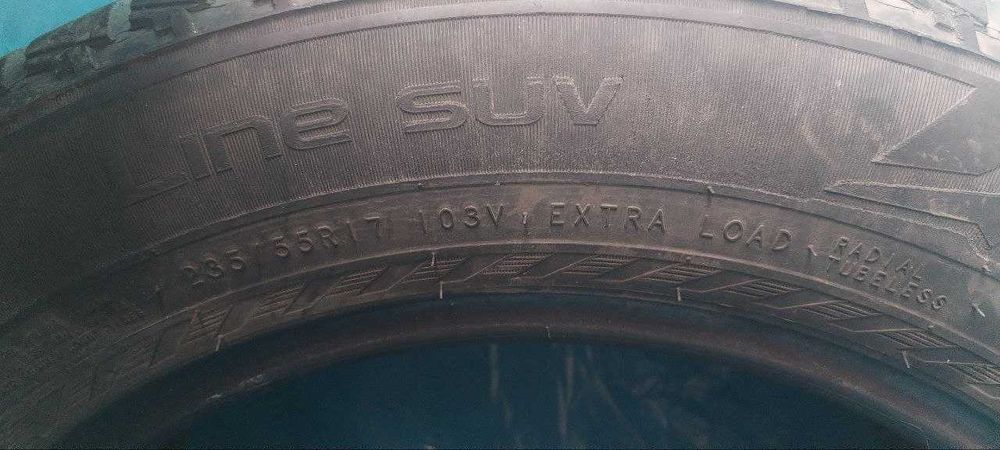 LINE SUV
235/55R17 103V EXTRA LOAD RADIAL
TUBELESS